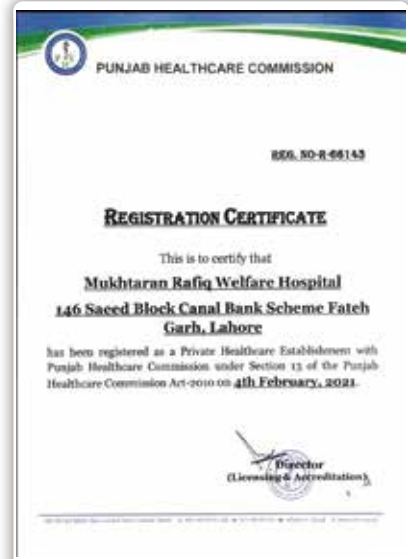 PUNJAB HEALTHCARE COMMISSION
REG. NO-R-66143
REGISTRATION CERTIFICATE
This is to certify that
Mukhtaran Rafiq Welfare Hospital
146 Saeed Block Canal Bank Scheme Fateh
Garh, Lahore
has been registered as a Private Healthcare Establishment with
Punjab Healthcare Commission under Section 13 of the Punjab
Healthcare Commission Act-2010 on 4th February, 2021.
Director
(Licensing & Accreditation)